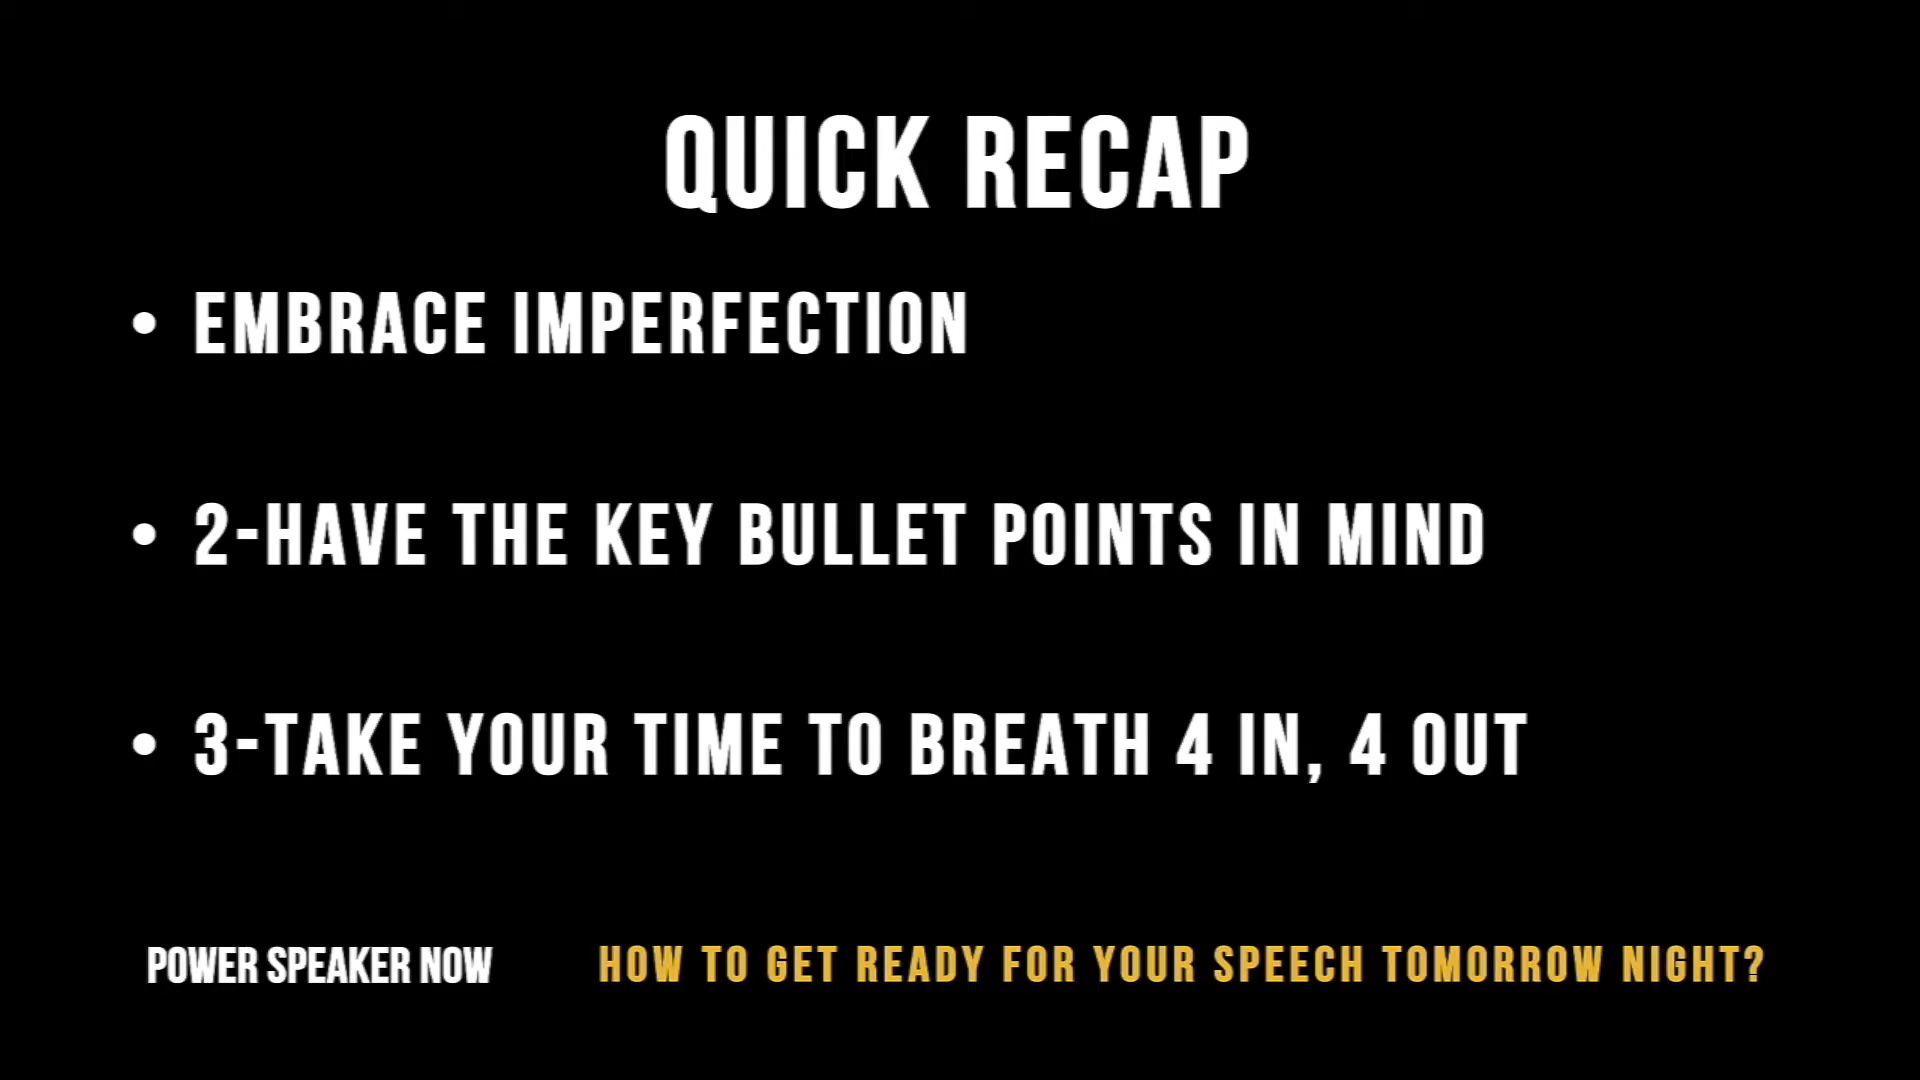 QUICK RECAP
• EMBRACE IMPERFECTION
• 2-HAVE THE KEY BULLET POINTS IN MIND
• 3-TAKE YOUR TIME TO BREATH 4 IN, 4 OUT
POWER SPEAKER NOW
HOW TO GET READY FOR YOUR SPEECH TOMORROW NIGHT?